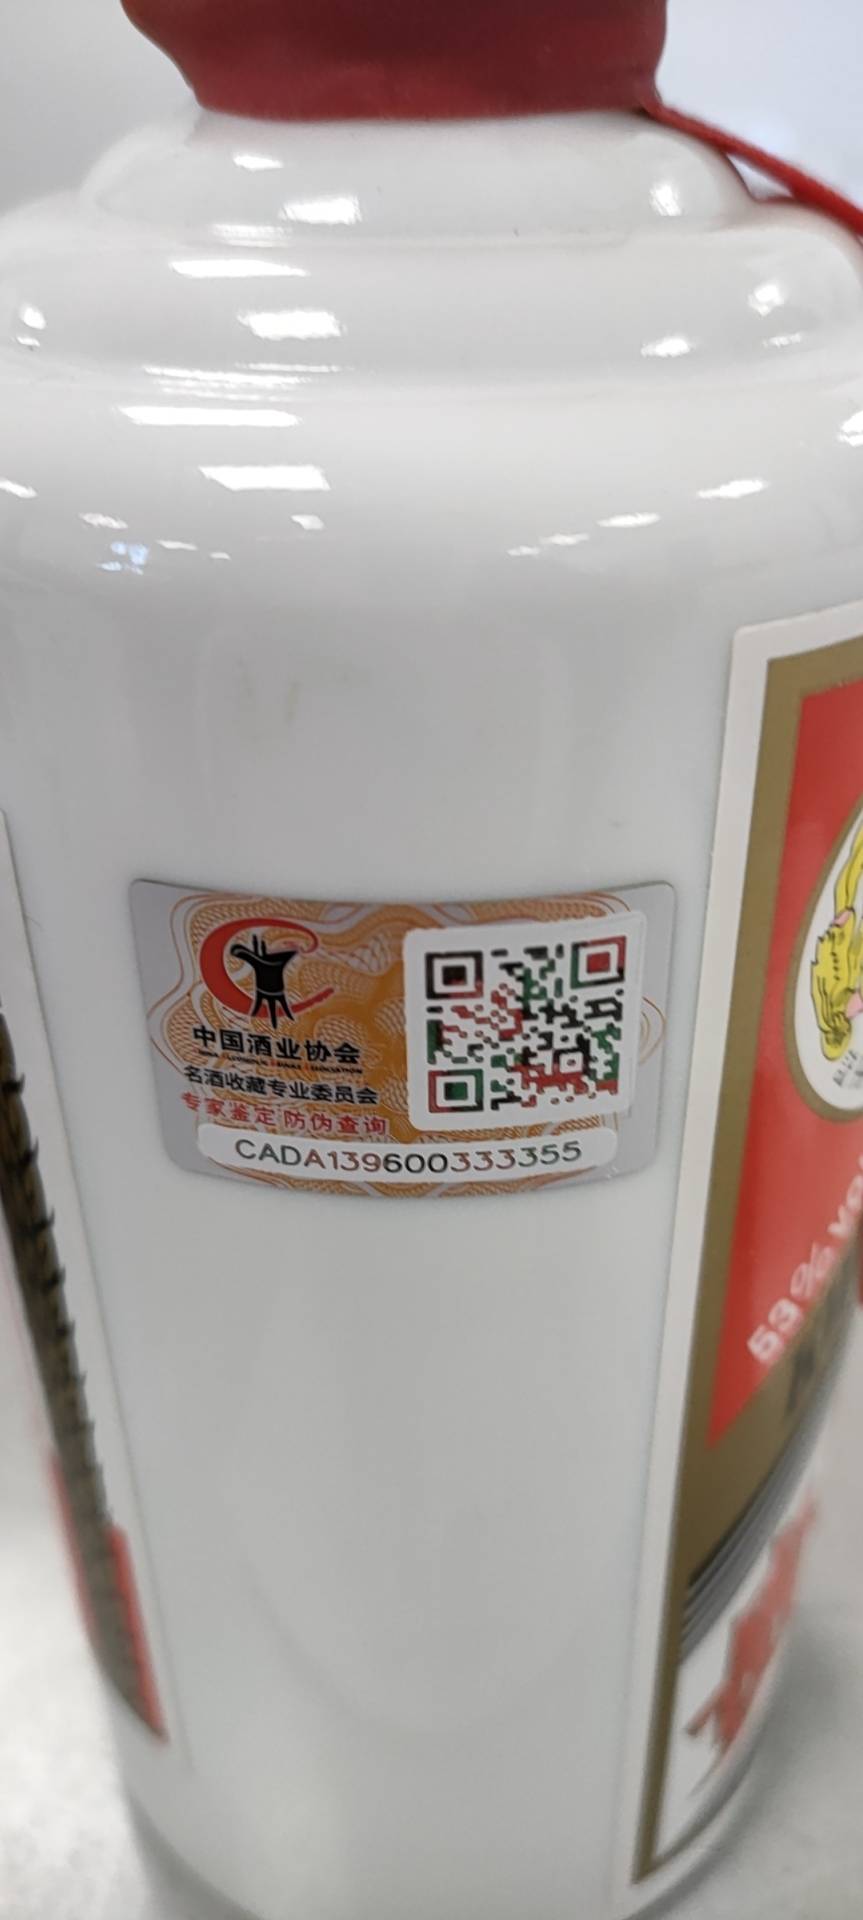 中国酒业协会
名酒收藏专业委员会
专家鉴定 防伪查询
CADA139600333355
53% vol